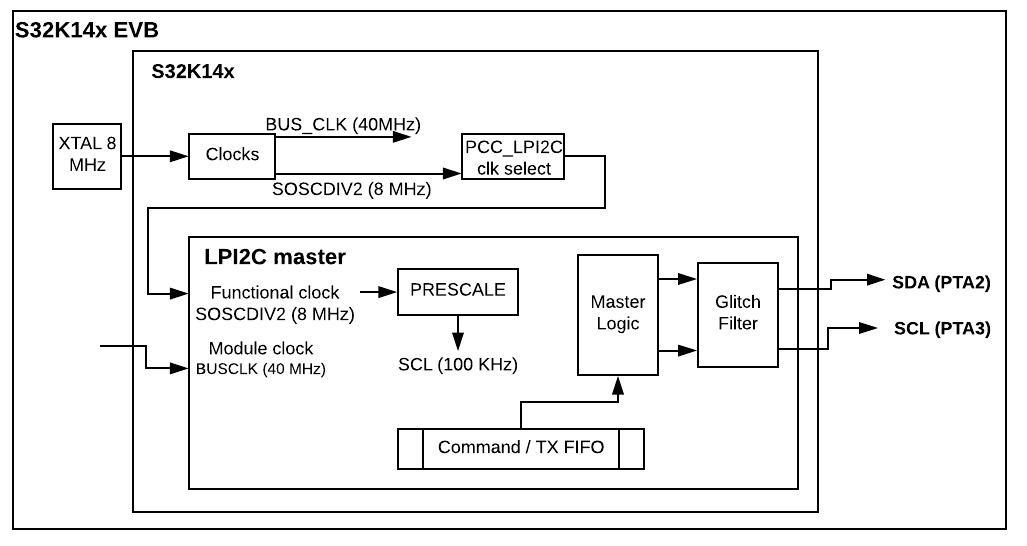 S32K14x EVB
S32K14x
XTAL 8
MHz
Clocks
BUS_CLK (40MHz)
SOSCDIV2 (8 MHz)
PCC_LPI2C
clk select
LPI2C master
Functional clock
SOSCDIV2 (8 MHz)
Module clock
BUSCLK (40 MHz)
PRESCALE
SCL (100 KHz)
Master
Logic
Glitch
Filter
Command / TX FIFO
SDA (PTA2)
SCL (PTA3)